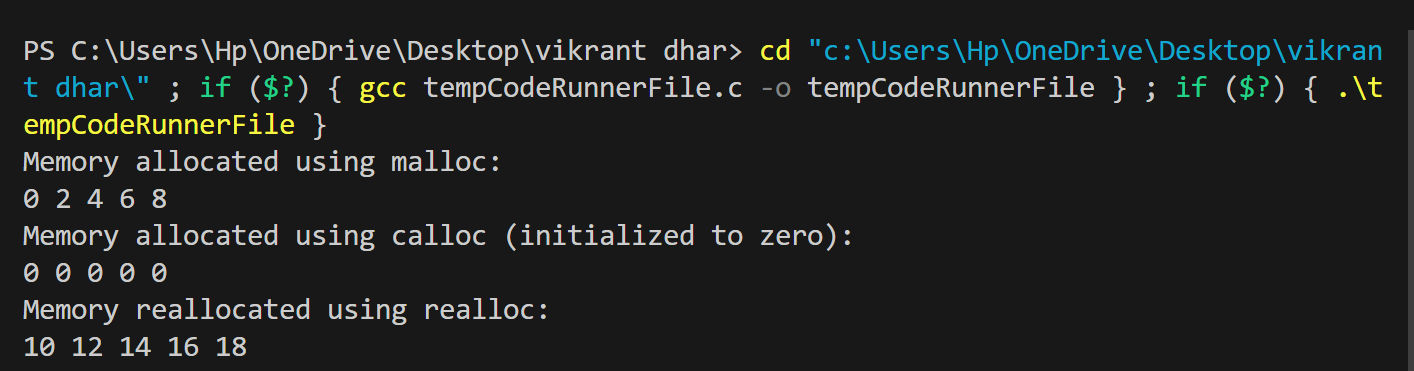 PS C:\Users\Hp\OneDrive\Desktop\vikrant dhar> cd "c:\Users\Hp\OneDrive\Desktop\vikran
t dhar\" ; if ($?) { gcc tempCodeRunnerFile.c -o tempCodeRunnerFile } ; if ($?) { .\t
empCodeRunnerFile }
Memory allocated using malloc:
0 2 4 6 8
Memory allocated using calloc (initialized to zero):
0 0 0 0 0
Memory reallocated using realloc:
10 12 14 16 18